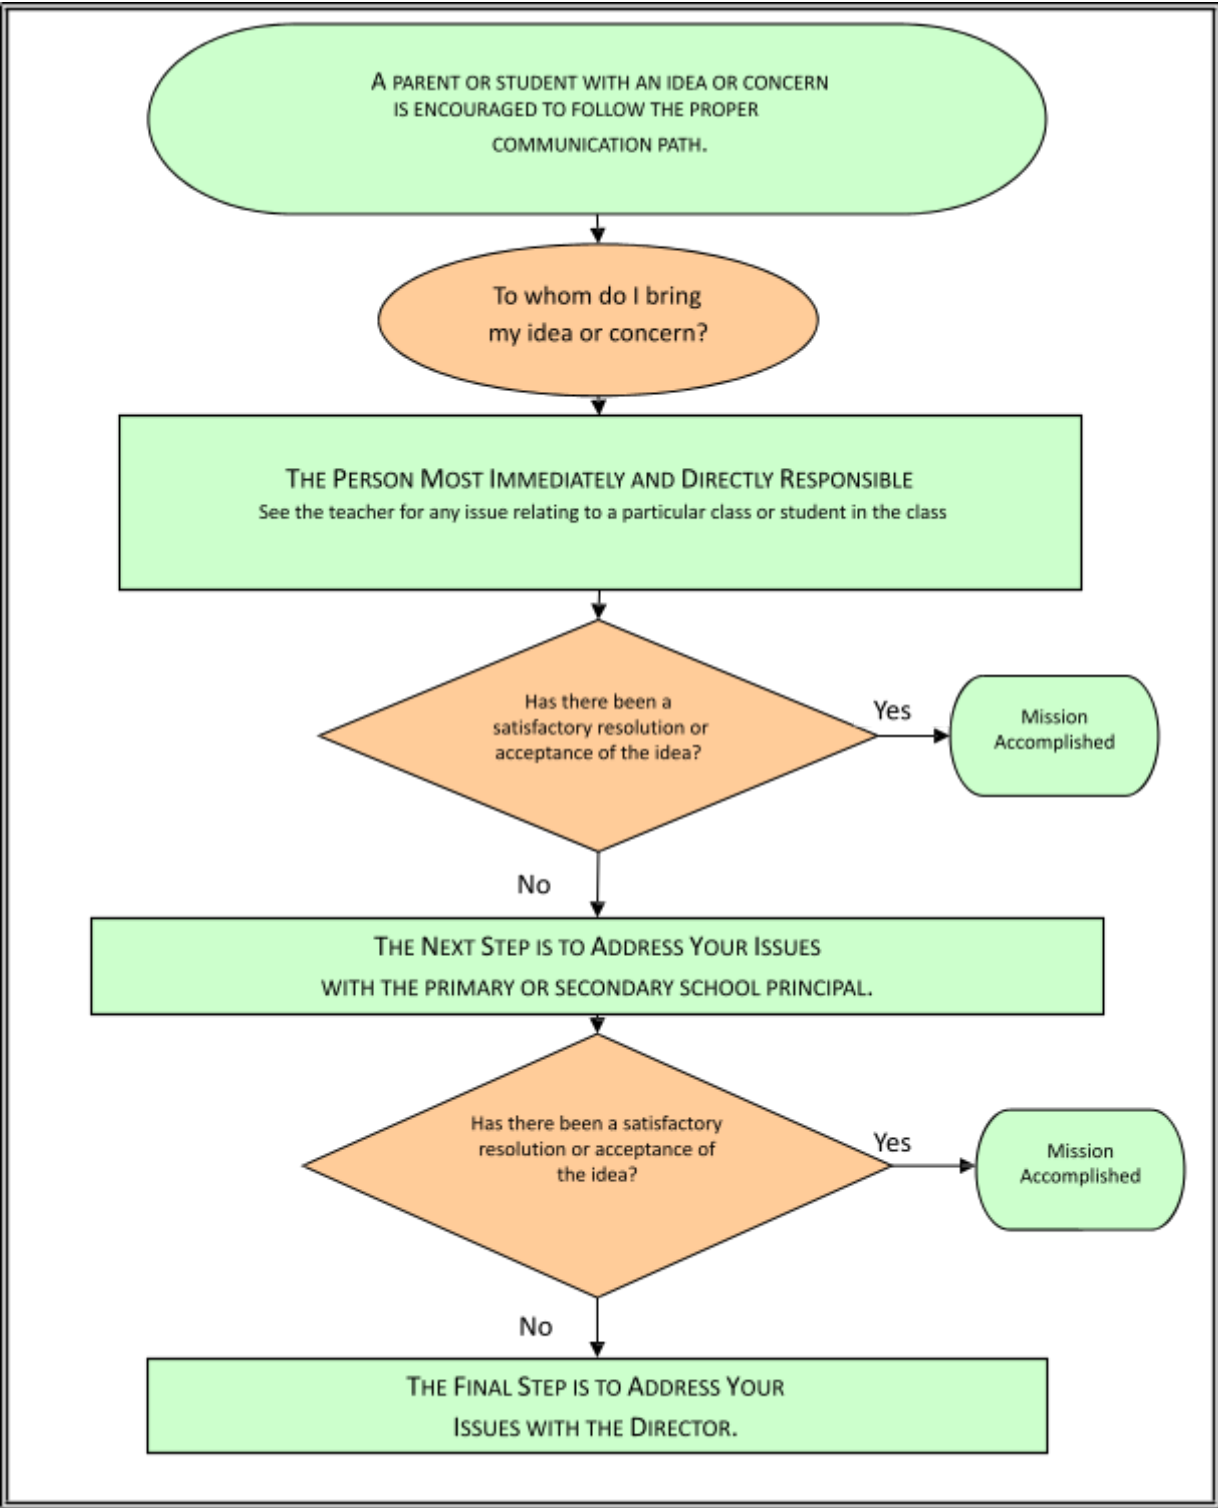 A PARENT OR STUDENT WITH AN IDEA OR CONCERN
IS ENCOURAGED TO FOLLOW THE PROPER
COMMUNICATION PATH.
To whom do I bring
my idea or concern?
THE PERSON MOST IMMEDIATELY AND DIRECTLY RESPONSIBLE
See the teacher for any issue relating to a particular class or student in the class
Has there been a
satisfactory resolution or
acceptance of the idea?
Yes
Mission
Accomplished
No
THE NEXT STEP IS TO ADDRESS YOUR ISSUES
WITH THE PRIMARY OR SECONDARY SCHOOL PRINCIPAL.
Has there been a satisfactory
resolution or acceptance of
the idea?
Yes
Mission
Accomplished
No
THE FINAL STEP IS TO ADDRESS YOUR
ISSUES WITH THE DIRECTOR.